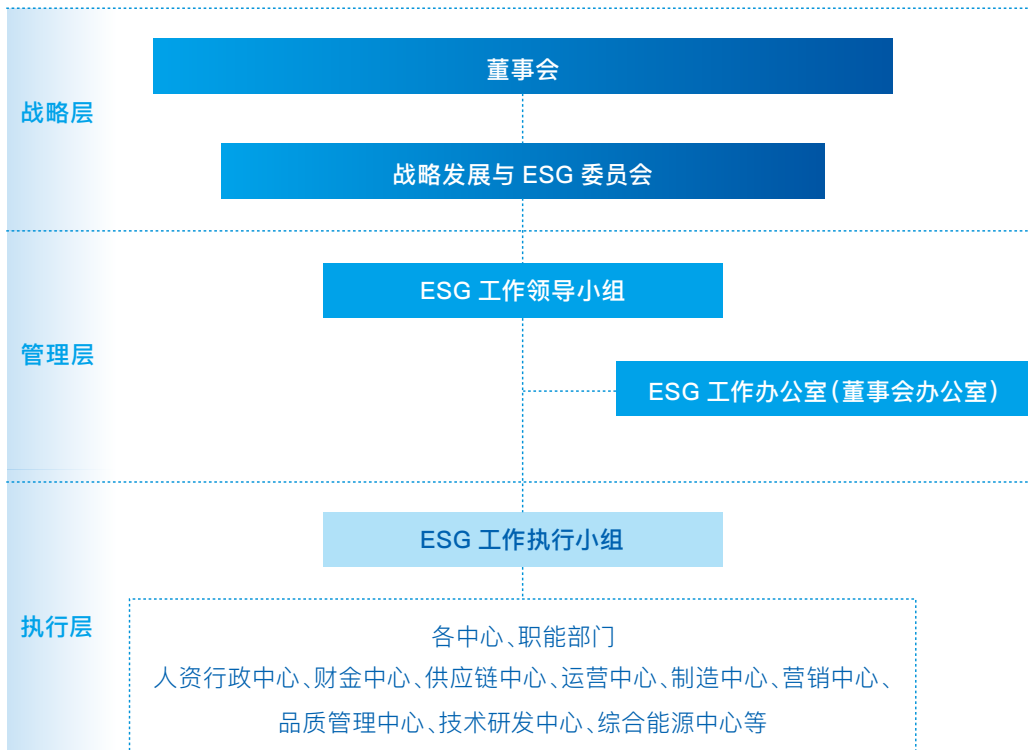 董事会
战略层
战略发展与 ESG 委员会
ESG 工作领导小组
管理层
ESG 工作办公室（董事会办公室）
ESG 工作执行小组
执行层
各中心、职能部门
人资行政中心、财金中心、供应链中心、运营中心、制造中心、营销中心、
品质管理中心、技术研发中心、综合能源中心等